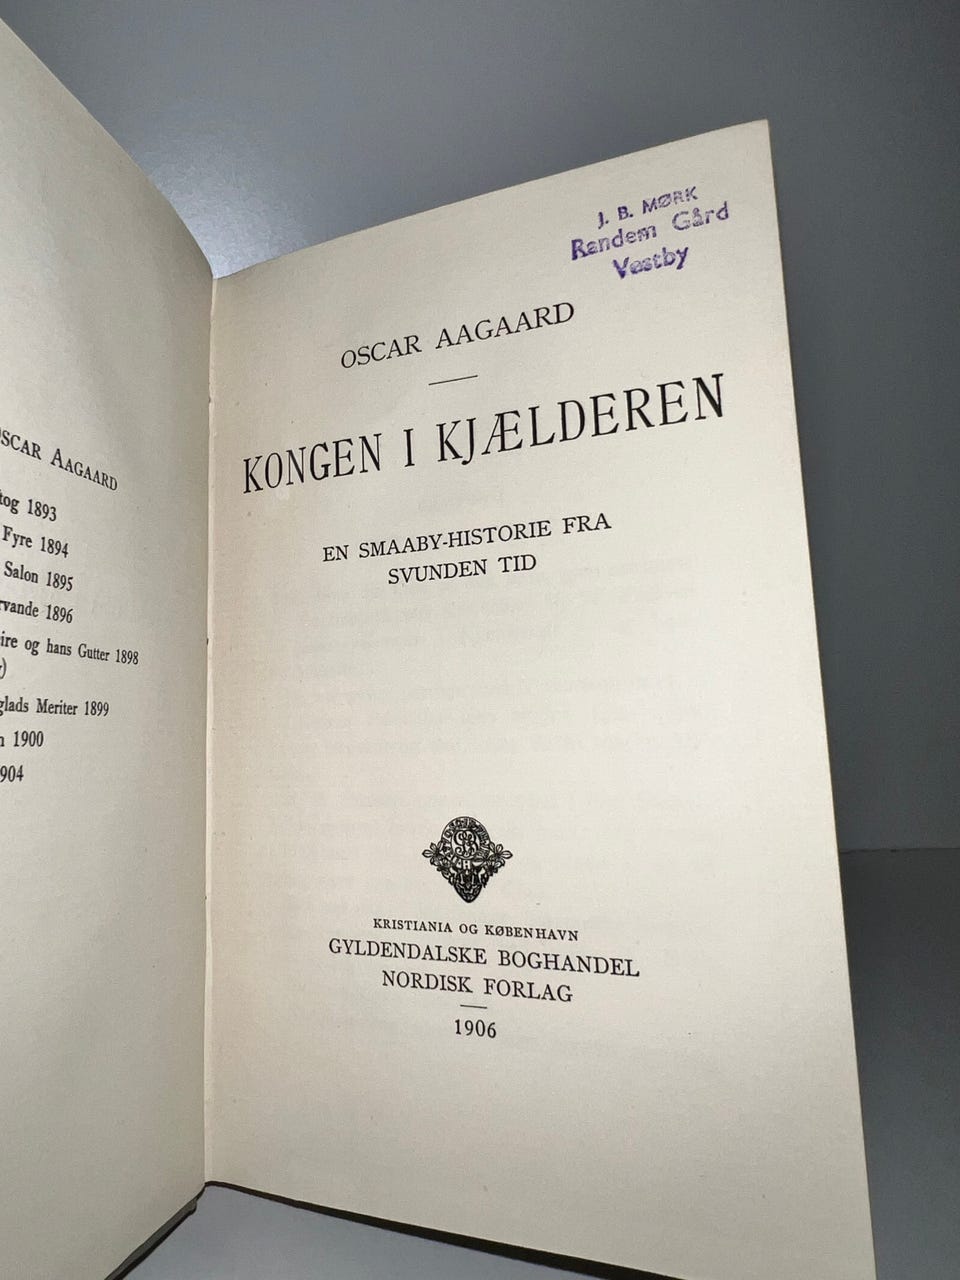 OSCAR AAGAARD
tog 1893
Fyre 1894
Salon 1895
rvande 1896
ire og hans Gutter 1898
)
glads Meriter 1899
n 1900
904
J. B. MØRK
Randem Gård
Vestby
OSCAR AAGAARD
KONGEN I KJÆLDEREN
EN SMAABY-HISTORIE FRA
SVUNDEN TID
KRISTIANIA OG KØBENHAVN
GYLDENDALSKE BOGHANDEL
NORDISK FORLAG
1906